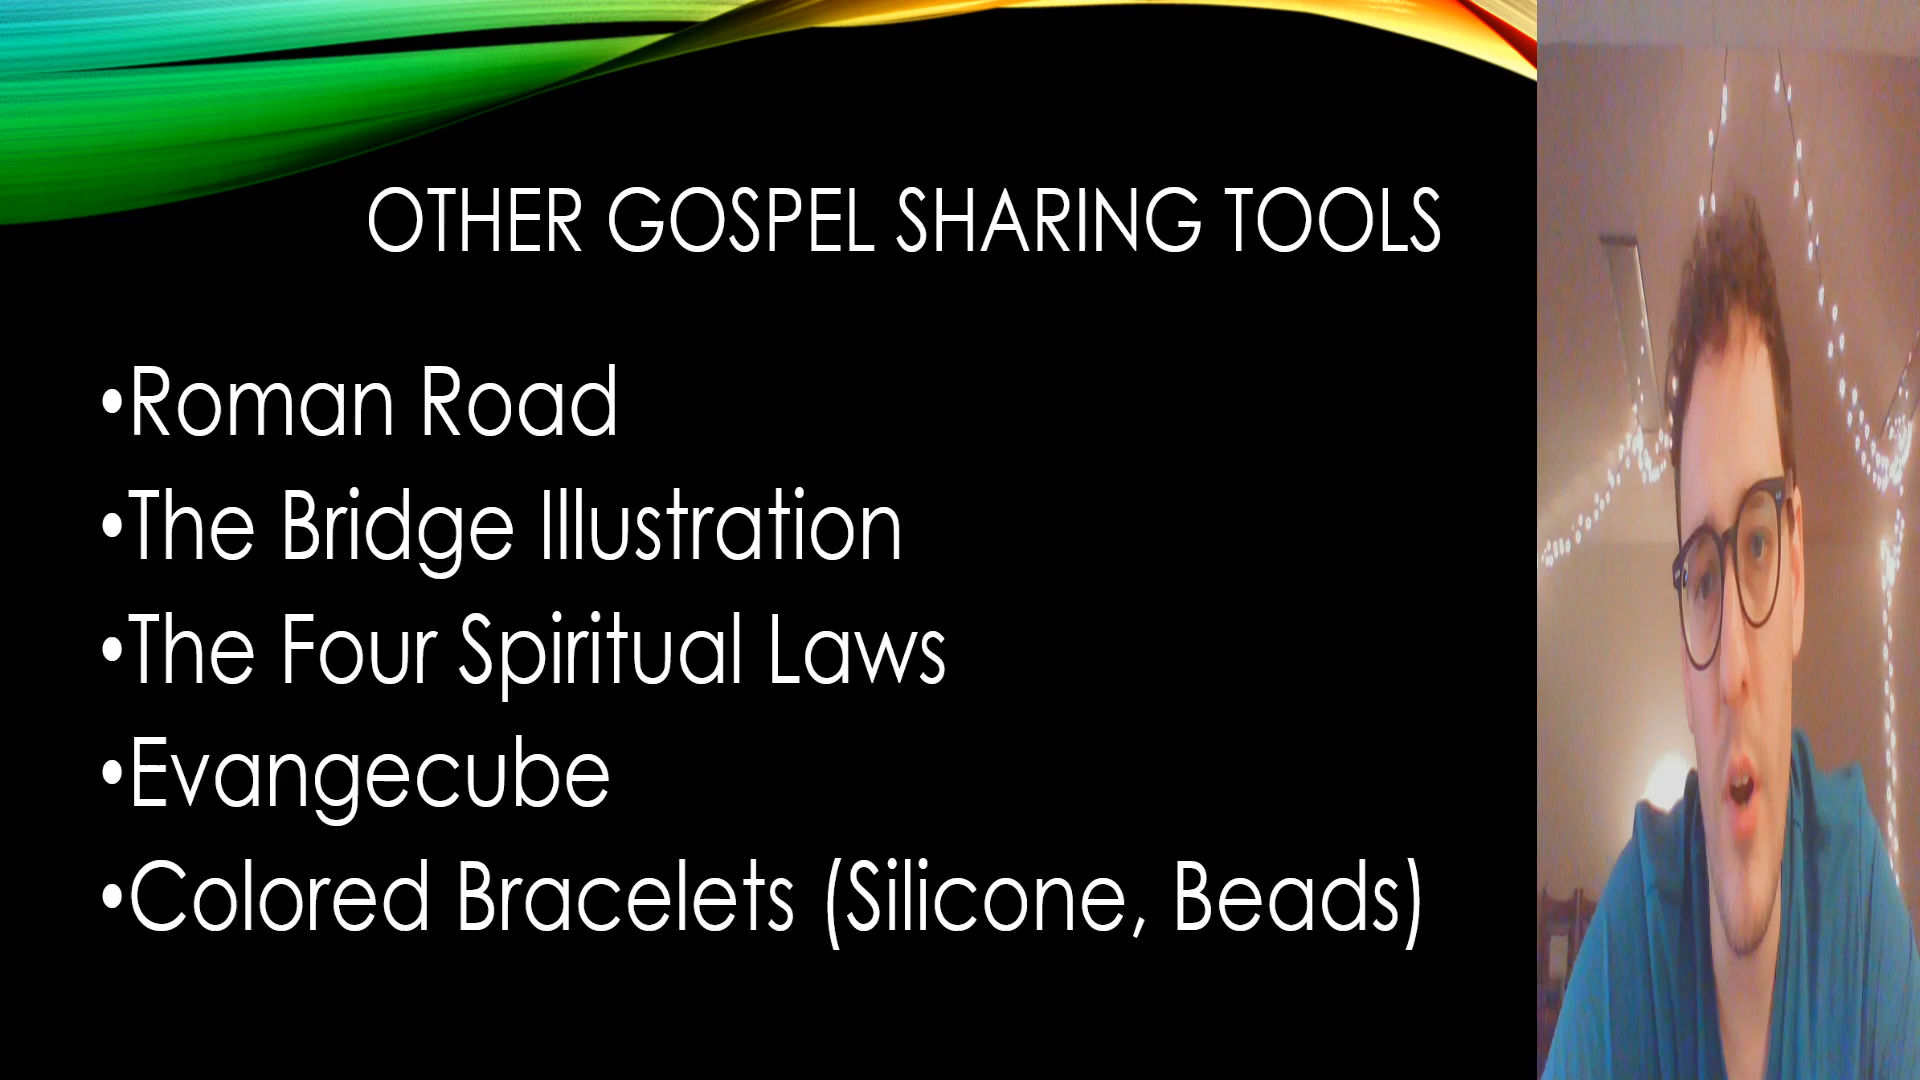 OTHER GOSPEL SHARING TOOLS
•Roman Road
•The Bridge Illustration
•The Four Spiritual Laws
•Evangecube
•Colored Bracelets (Silicone, Beads)